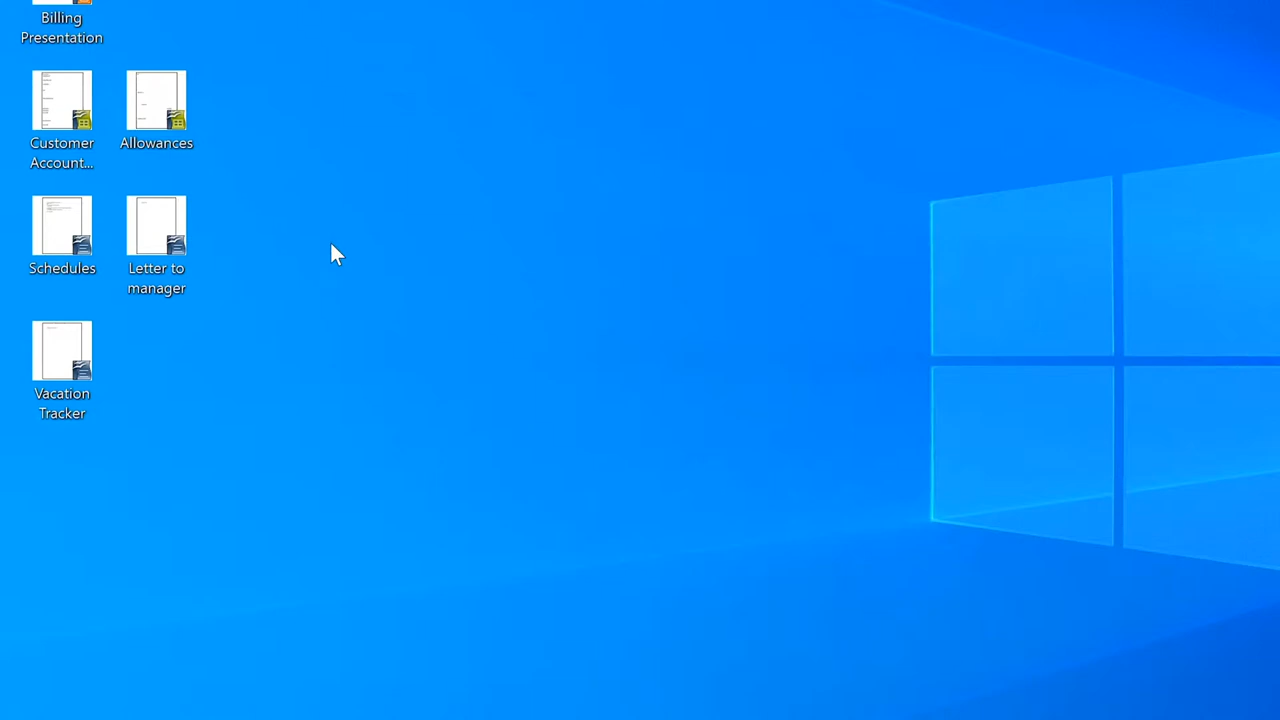 Billing
Presentation
Customer
Account...
Allowances
Schedules
Letter to
manager
Vacation
Tracker